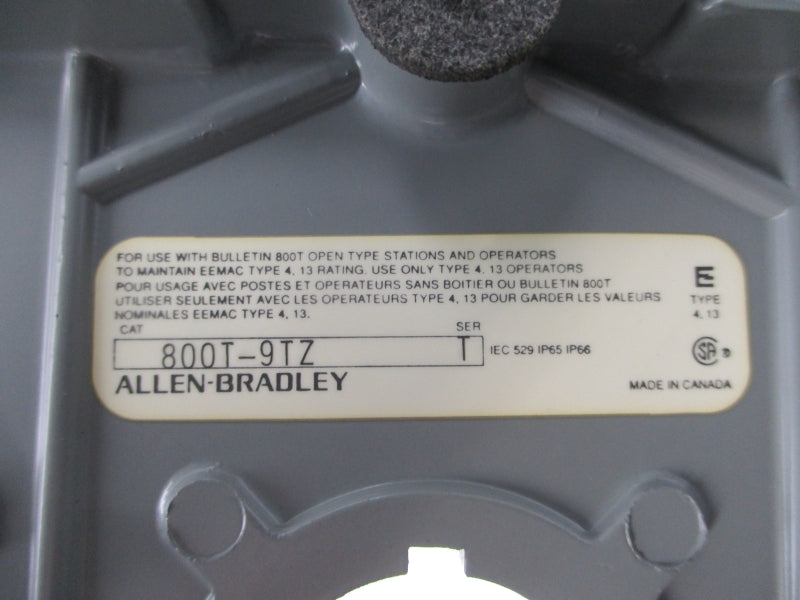 FOR USE WITH BULLETIN 800T OPEN TYPE STATIONS AND OPERATORS
TO MAINTAIN EEMAC TYPE 4, 13 RATING. USE ONLY TYPE 4, 13 OPERATORS
POUR USAGE AVEC POSTES ET OPERATEURS SANS BOITIER OU BULLETIN 800T
UTILISER SEULEMENT AVEC LES OPERATEURS TYPE 4, 13 POUR GARDER LES VALEURS
NOMINALES EEMAC TYPE 4, 13.
E
TYPE
4, 13
CAT SER
800T-9TZ T IEC 529 IP65 IP66
SA ®
ALLEN-BRADLEY MADE IN CANADA